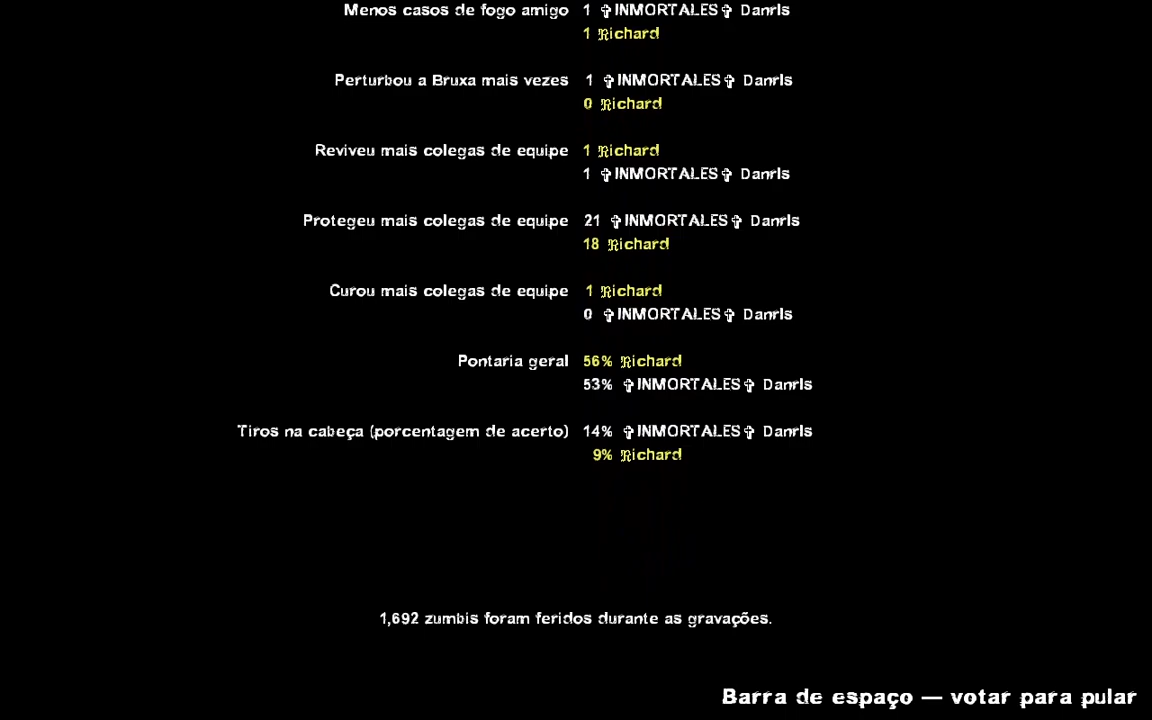 Menos casos de fogo amigo 1 ✞INMORTALES✞ Danrls
1 ℜichard
Perturbou a Bruxa mais vezes 1 ✞INMORTALES✞ Danrls
0 ℜichard
Reviveu mais colegas de equipe 1 ℜichard
1 ✞INMORTALES✞ Danrls
Protegeu mais colegas de equipe 21 ✞INMORTALES✞ Danrls
18 ℜichard
Curou mais colegas de equipe 1 ℜichard
0 ✞INMORTALES✞ Danrls
Pontaria geral 56% ℜichard
53% ✞INMORTALES✞ Danrls
Tiros na cabeça (porcentagem de acerto) 14% ✞INMORTALES✞ Danrls
9% ℜichard
1,692 zumbis foram feridos durante as gravações.
Barra de espaço — votar para pular